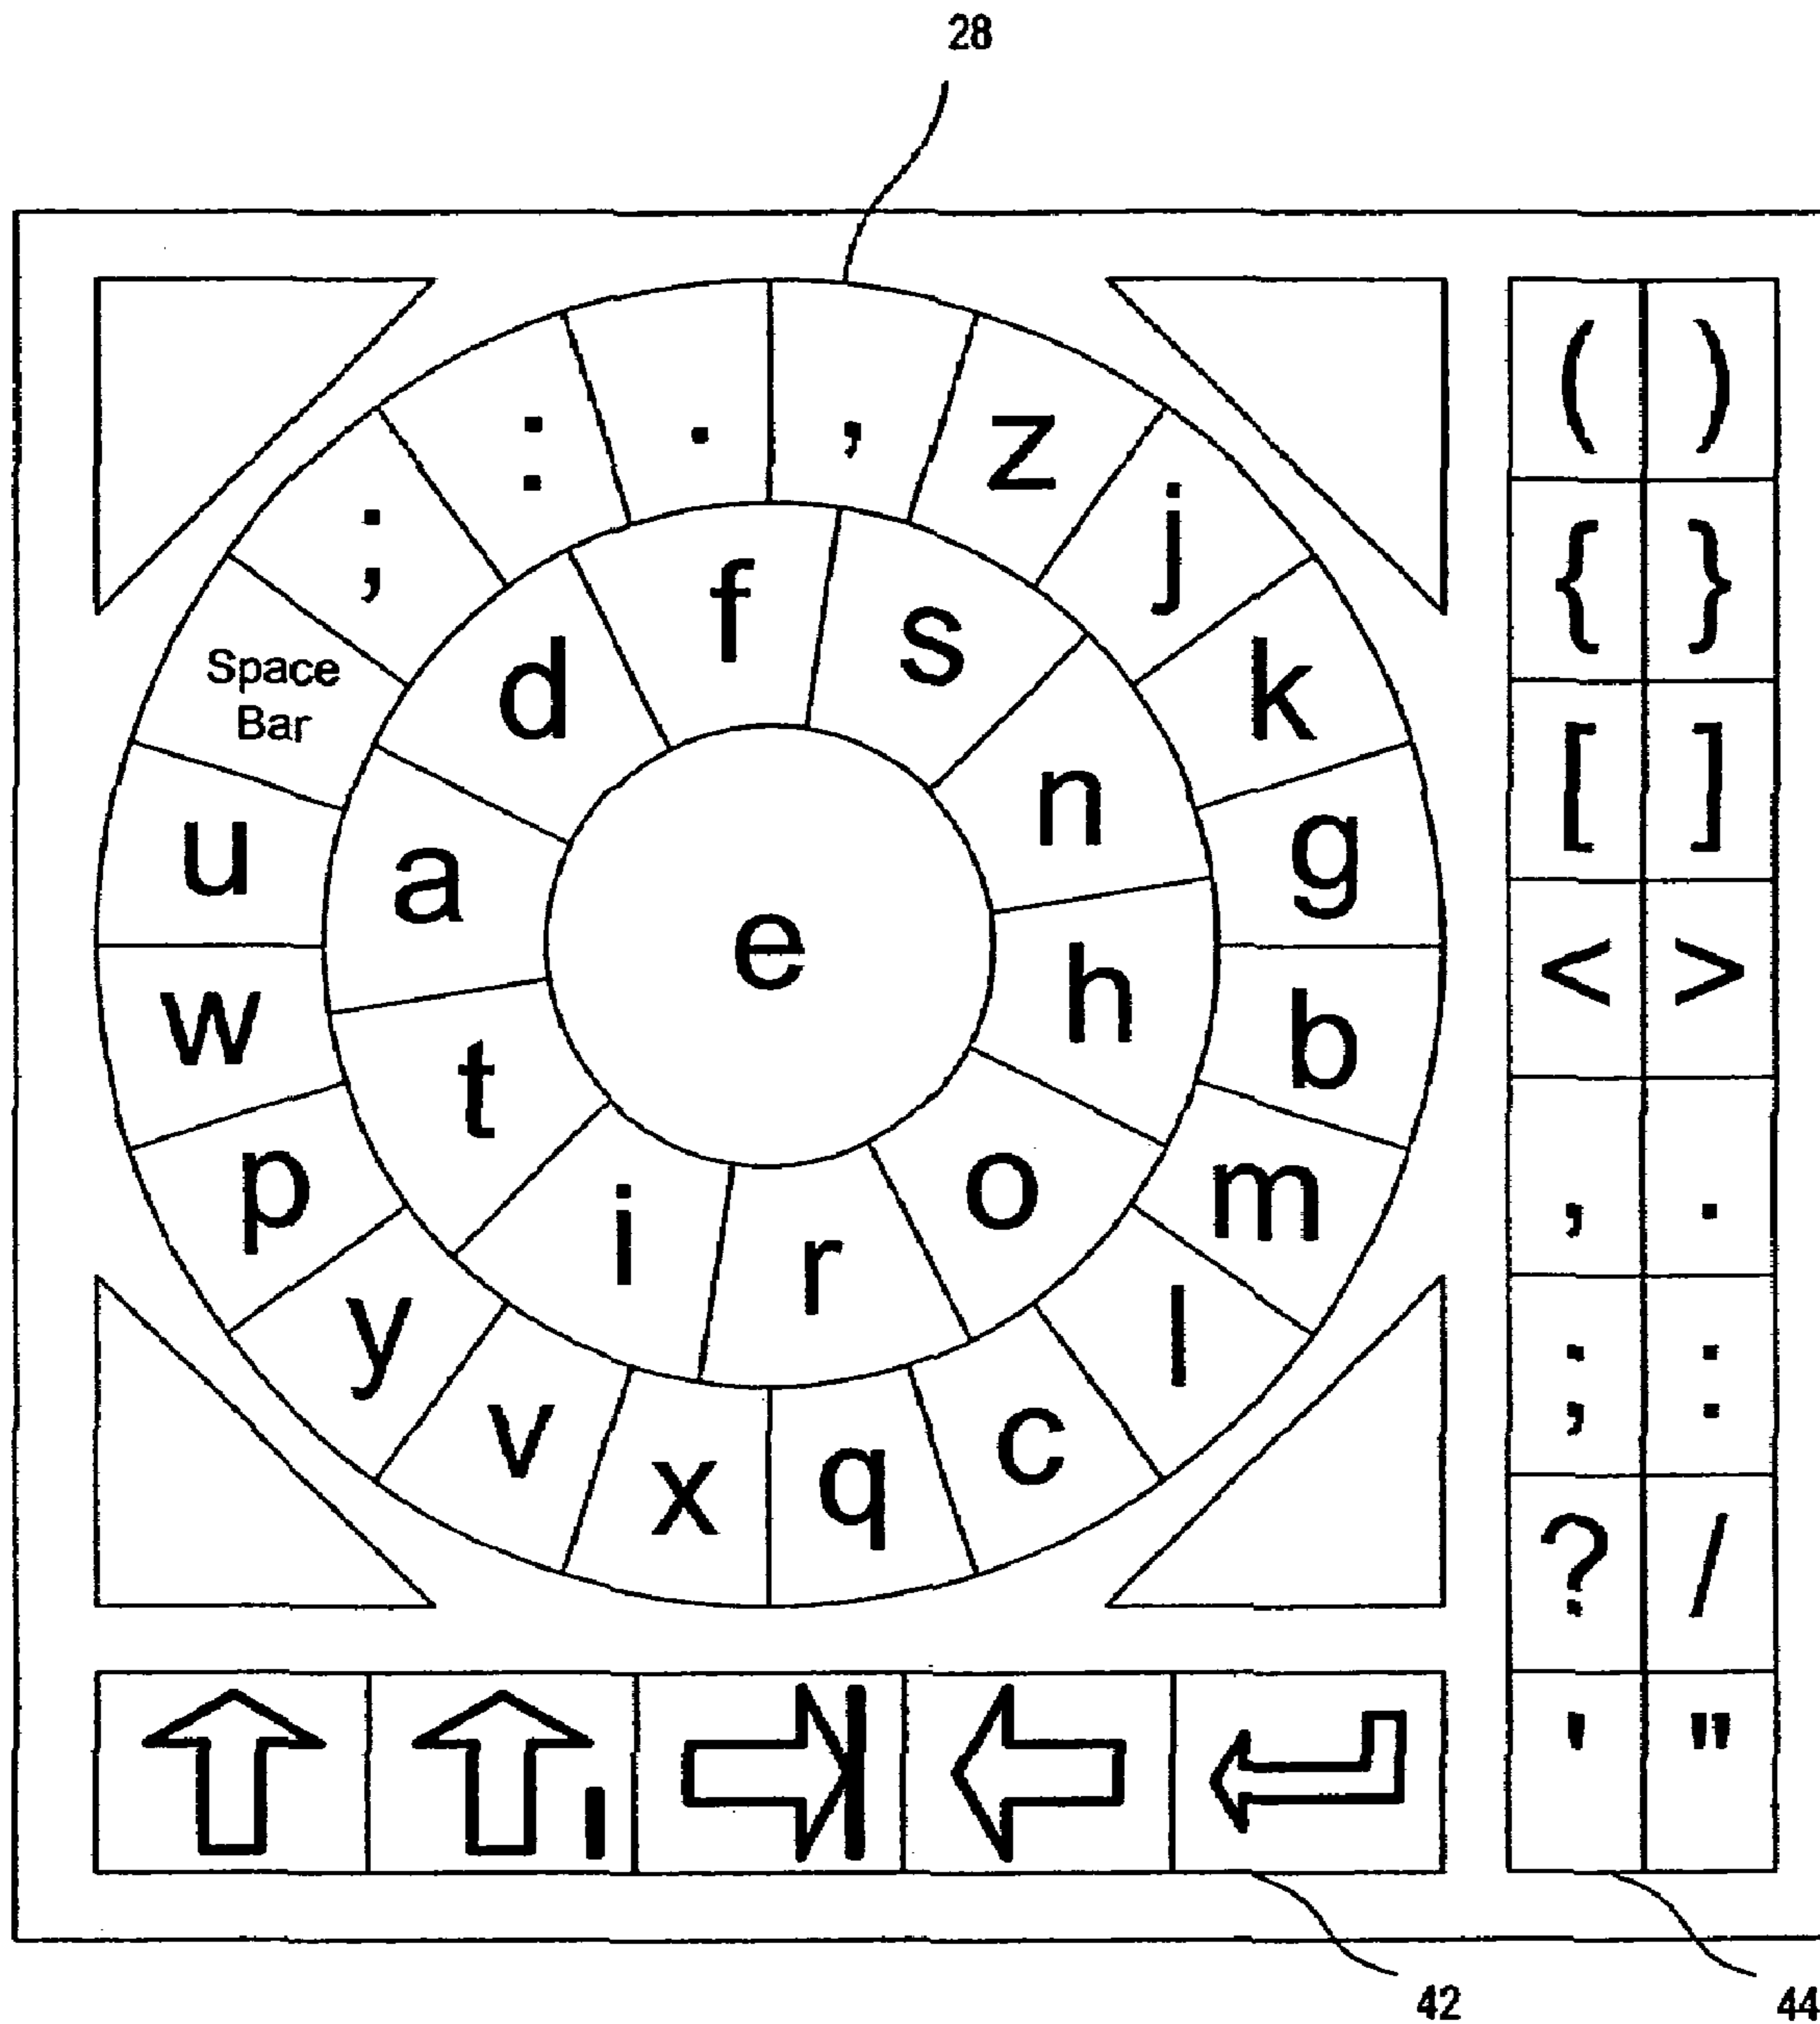 28
: . , z
; j
Space
Bar
k
u g
w b
p m
y l
v x q c
d f s
a n
t h
i r o
e
( )
{ }
[ ]
< >
, .
; :
? /
' "
42
44